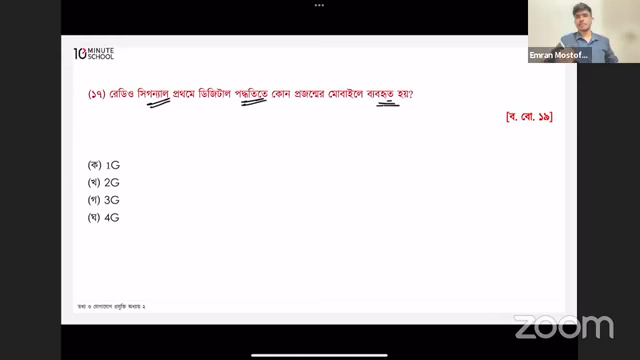 10 MINUTE SCHOOL
Emran Mostof...
(১৭) রেডিও সিগন্যাল প্রথমে ডিজিটাল পদ্ধতিতে কোন প্রজন্মের মোবাইলে ব্যবহৃত হয়?
[ব. বো. ১৯]
(ক) 1G
(খ) 2G
(গ) 3G
(ঘ) 4G
তথ্য ও যোগাযোগ প্রযুক্তি অধ্যায় ২
zoom